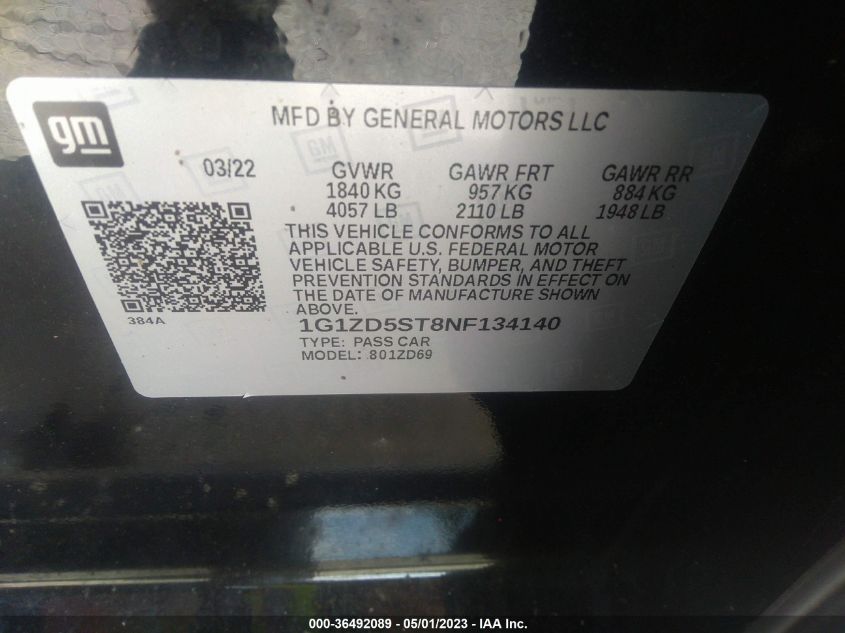 gm
MFD BY GENERAL MOTORS LLC
03/22
GVWR GAWR FRT GAWR RR
1840 KG 957 KG 884 KG
4057 LB 2110 LB 1948 LB
THIS VEHICLE CONFORMS TO ALL
APPLICABLE U.S. FEDERAL MOTOR
VEHICLE SAFETY, BUMPER, AND THEFT
PREVENTION STANDARDS IN EFFECT ON
THE DATE OF MANUFACTURE SHOWN
ABOVE.
384A
1G1ZD5ST8NF134140
TYPE: PASS CAR
MODEL: 801ZD69
000-36492089 - 05/01/2023 - IAA Inc.